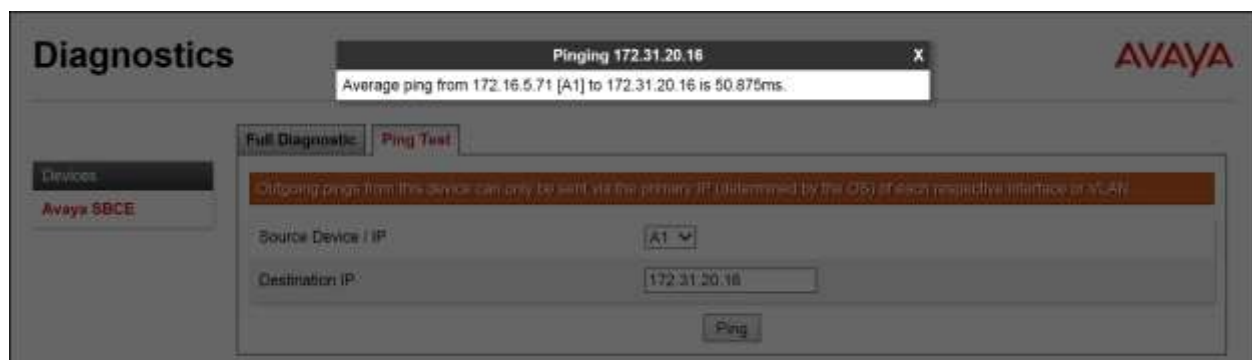 Diagnostics
Pinging 172.31.20.16 X
AVAYA
Average ping from 172.16.5.71 [A1] to 172.31.20.16 is 50.875ms.
Full Diagnostic Ping Test
Devices
Avaya SBCE
Outgoing pings from this device can only be sent via the primary IP (determined by the OS) of each respective interface or VLAN.
Source Device / IP A1
Destination IP 172.31.20.16
Ping